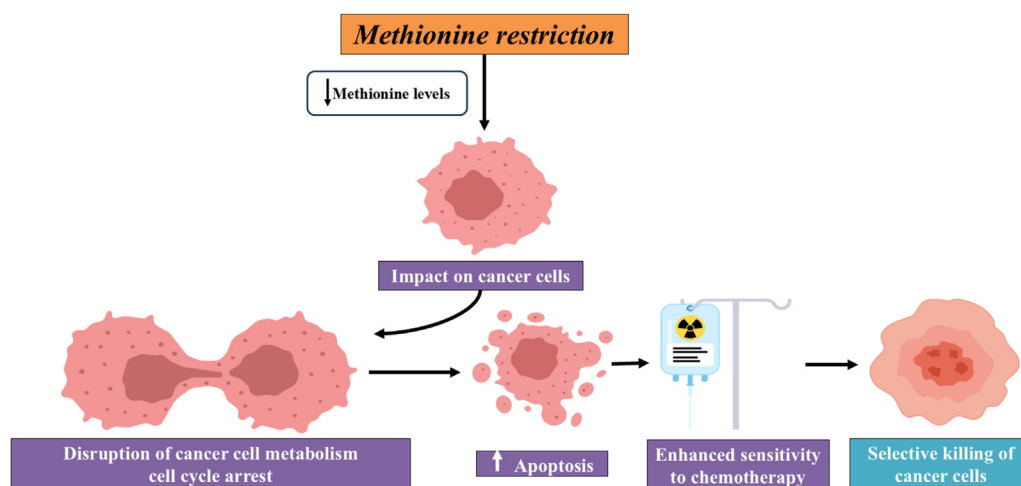 Methionine restriction
↓ Methionine levels
Impact on cancer cells
Disruption of cancer cell metabolism
cell cycle arrest
↑ Apoptosis
Enhanced sensitivity
to chemotherapy
Selective killing of
cancer cells